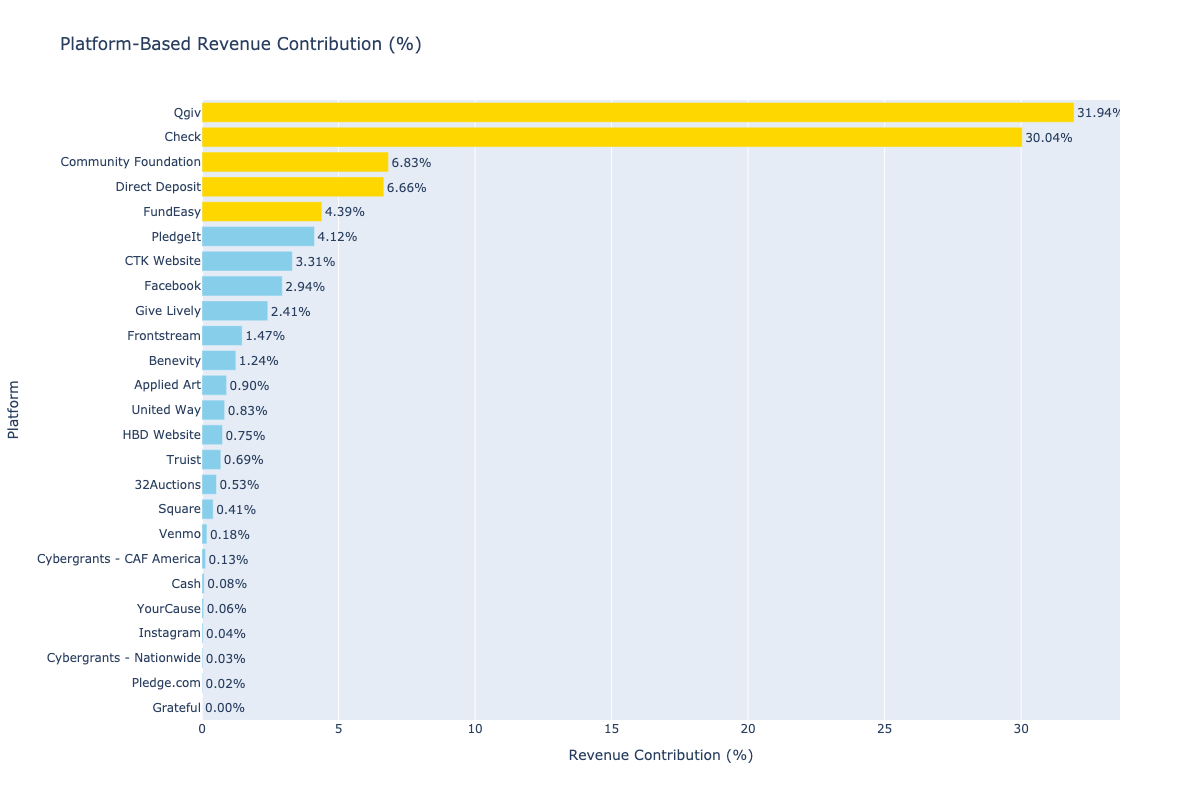 Platform-Based Revenue Contribution (%)
Qgiv 31.94%
Check 30.04%
Community Foundation 6.83%
Direct Deposit 6.66%
FundEasy 4.39%
PledgeIt 4.12%
CTK Website 3.31%
Facebook 2.94%
Give Lively 2.41%
Frontstream 1.47%
Benevity 1.24%
Applied Art 0.90%
United Way 0.83%
HBD Website 0.75%
Truist 0.69%
32Auctions 0.53%
Square 0.41%
Venmo 0.18%
Cybergrants - CAF America 0.13%
Cash 0.08%
YourCause 0.06%
Instagram 0.04%
Cybergrants - Nationwide 0.03%
Pledge.com 0.02%
Grateful 0.00%
0 5 10 15 20 25 30
Revenue Contribution (%)
Platform